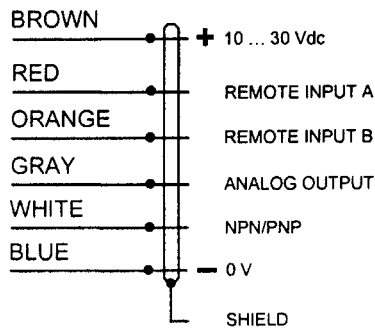 BROWN + 10 ... 30 Vdc
RED REMOTE INPUT A
ORANGE REMOTE INPUT B
GRAY ANALOG OUTPUT
WHITE NPN/PNP
BLUE − 0 V
SHIELD